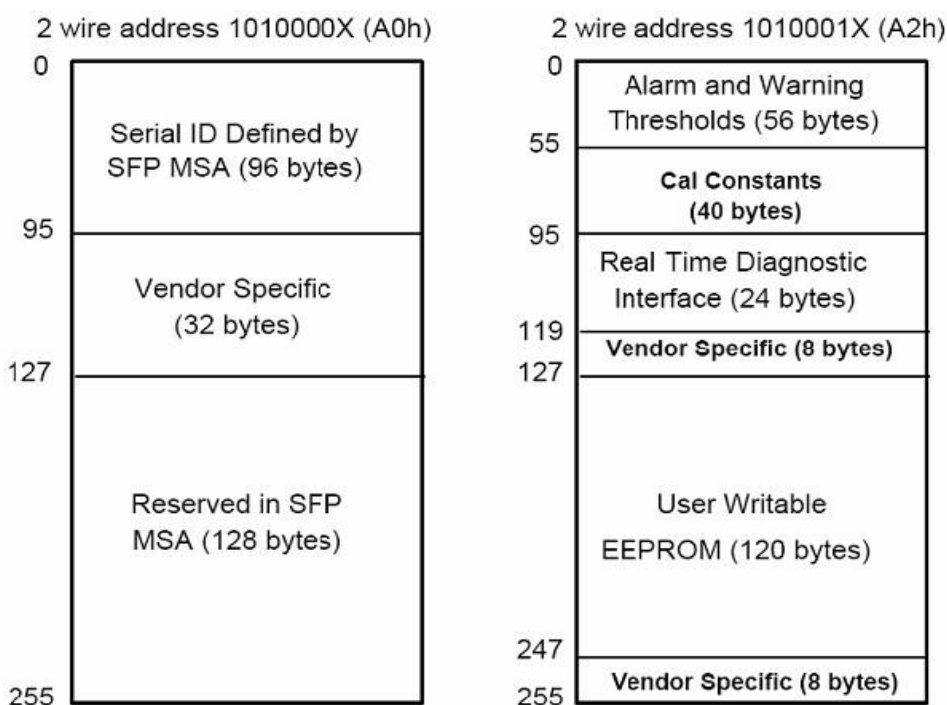 2 wire address 1010000X (A0h)
0
Serial ID Defined by
SFP MSA (96 bytes)
95
Vendor Specific
(32 bytes)
127
Reserved in SFP
MSA (128 bytes)
255
2 wire address 1010001X (A2h)
0
Alarm and Warning
Thresholds (56 bytes)
55
Cal Constants
(40 bytes)
95
Real Time Diagnostic
Interface (24 bytes)
119
Vendor Specific (8 bytes)
127
User Writable
EEPROM (120 bytes)
247
Vendor Specific (8 bytes)
255